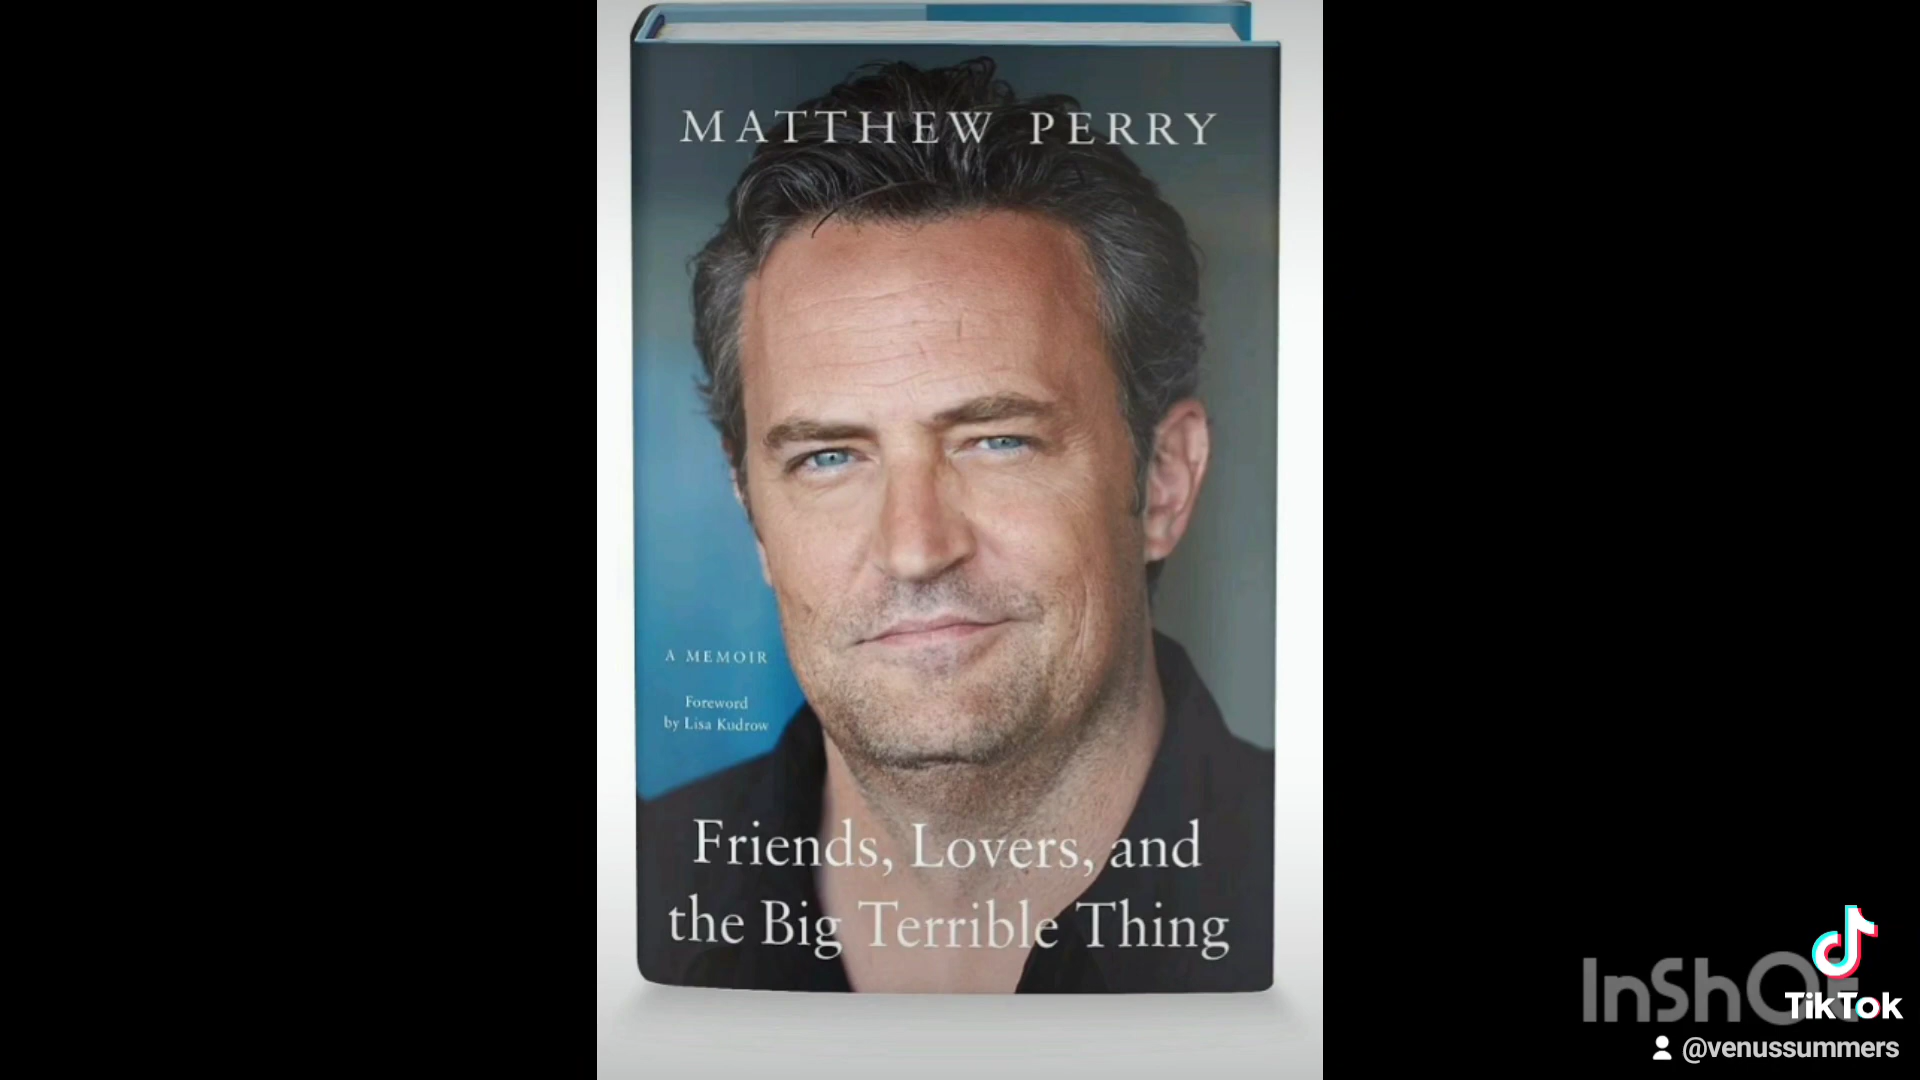 MATTHEW PERRY
A MEMOIR
Foreword
by Lisa Kudrow
Friends, Lovers, and
the Big Terrible Thing
InShOt
TikTok
@venussummers